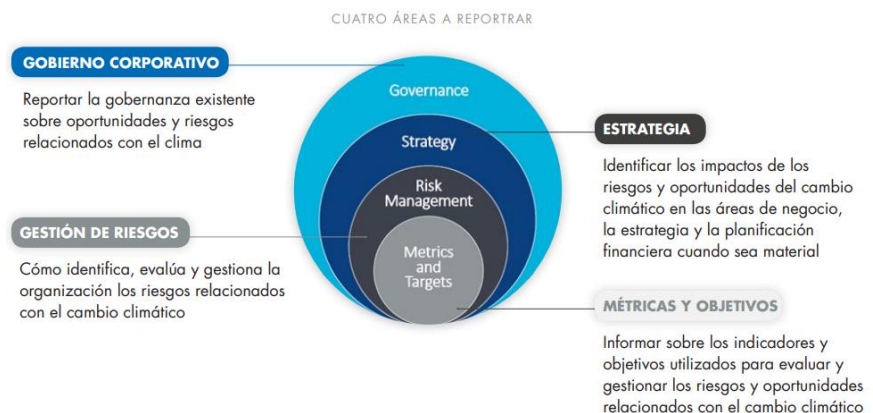 CUATRO ÁREAS A REPORTAR
GOBIERNO CORPORATIVO
Reportar la gobernanza existente
sobre oportunidades y riesgos
relacionados con el clima
Governance
Strategy
Risk
Management
Metrics
and
Targets
ESTRATEGIA
Identificar los impactos de los
riesgos y oportunidades del cambio
climático en las áreas de negocio,
la estrategia y la planificación
financiera cuando sea material
GESTIÓN DE RIESGOS
Cómo identifica, evalúa y gestiona la
organización los riesgos relacionados
con el cambio climático
MÉTRICAS Y OBJETIVOS
Informar sobre los indicadores y
objetivos utilizados para evaluar y
gestionar los riesgos y oportunidades
relacionados con el cambio climático